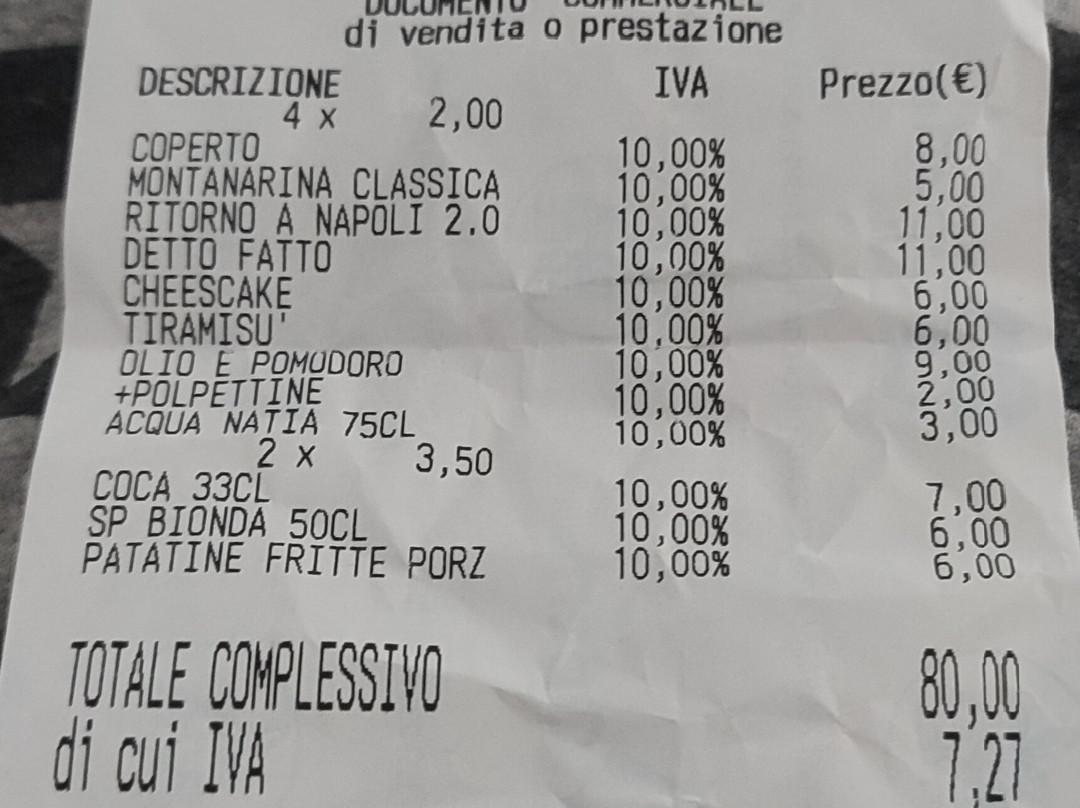 DOCUMENTO COMMERCIALE
di vendita o prestazione
DESCRIZIONE IVA Prezzo(€)
4 x 2,00
COPERTO 10,00% 8,00
MONTANARINA CLASSICA 10,00% 5,00
RITORNO A NAPOLI 2.0 10,00% 11,00
DETTO FATTO 10,00% 11,00
CHEESCAKE 10,00% 6,00
TIRAMISU' 10,00% 6,00
OLIO E POMODORO 10,00% 9,00
+POLPETTINE 10,00% 2,00
ACQUA NATIA 75CL 10,00% 3,00
2 x 3,50
COCA 33CL 10,00% 7,00
SP BIONDA 50CL 10,00% 6,00
PATATINE FRITTE PORZ 10,00% 6,00
TOTALE COMPLESSIVO 80,00
di cui IVA 7,27